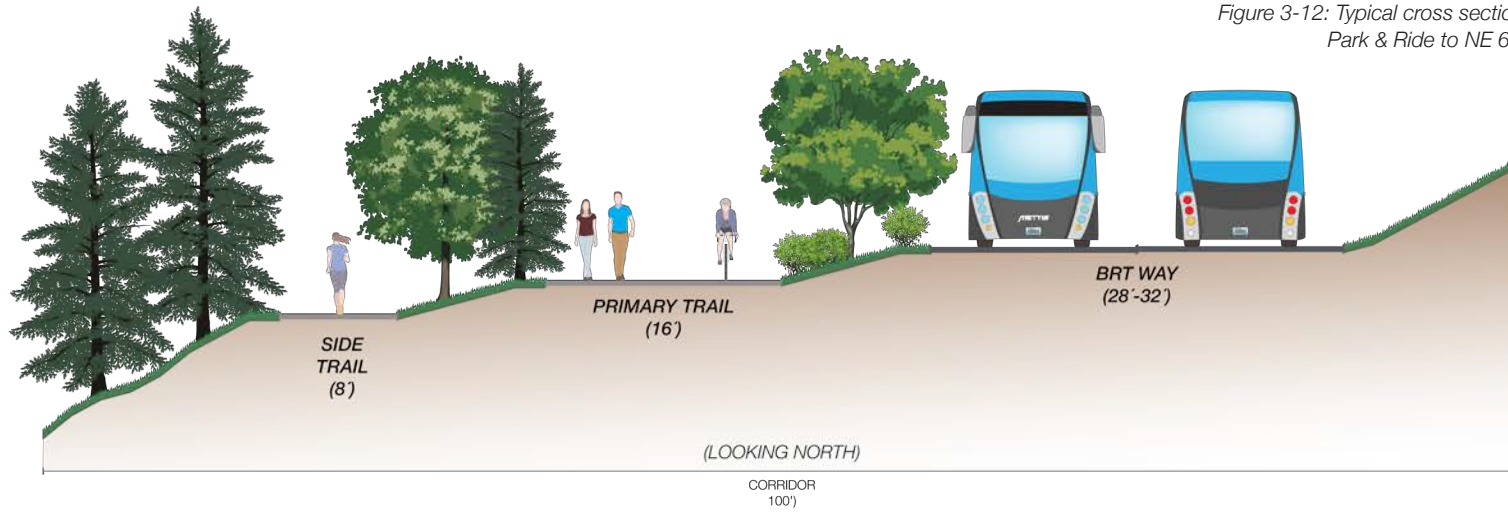 Figure 3-12: Typical cross sectio
Park & Ride to NE 6
SIDE
TRAIL
(8')
PRIMARY TRAIL
(16')
BRT WAY
(28'-32')
(LOOKING NORTH)
CORRIDOR
100')